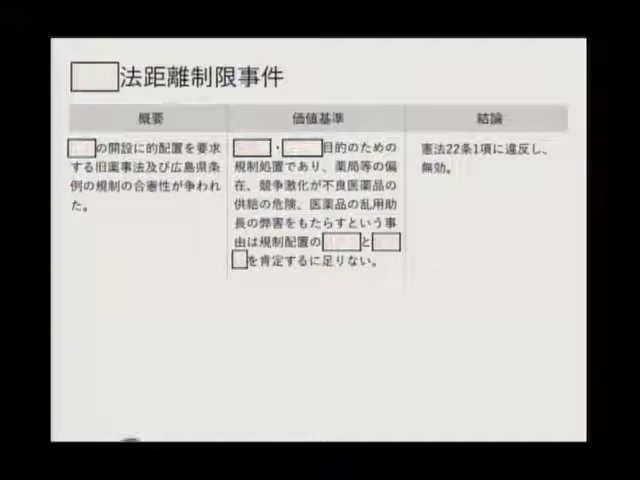 法距離制限事件
概要
価値基準
結論
の開設に的配置を要求
する旧薬事法及び広島県条
例の規制の合憲性が争われ
た。
・目的のための
規制処置であり、薬局等の偏
在、競争激化が不良医薬品の
供給の危険、医薬品の乱用助
長の弊害をもたらすという事
由は規制配置のと
を肯定するに足りない。
憲法22条1項に違反し、
無効。